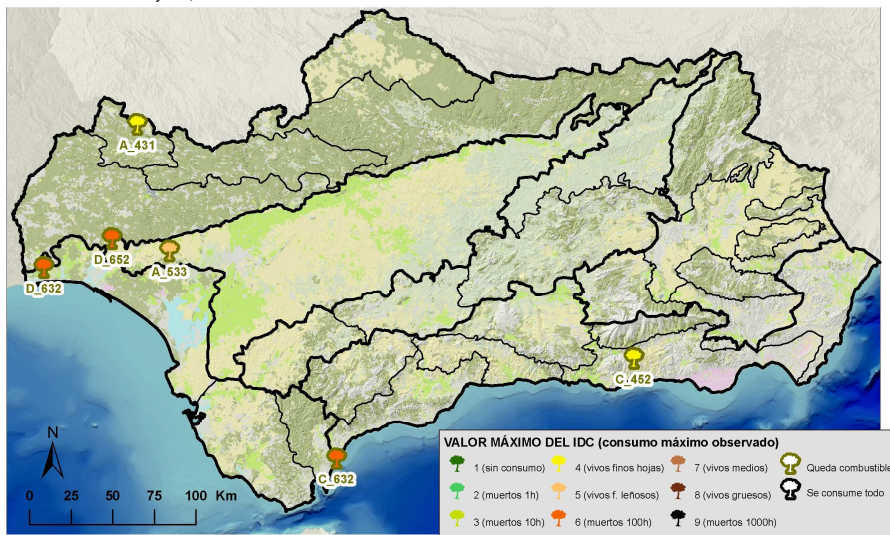 A_431
D_652
A_533
D_632
C_452
C_632
N
0 25 50 75 100 Km
VALOR MÁXIMO DEL IDC (consumo máximo observado)
1 (sin consumo) 4 (vivos finos hojas) 7 (vivos medios) Queda combustible
2 (muertos 1h) 5 (vivos f. leñosos) 8 (vivos gruesos) Se consume todo
3 (muertos 10h) 6 (muertos 100h) 9 (muertos 1000h)